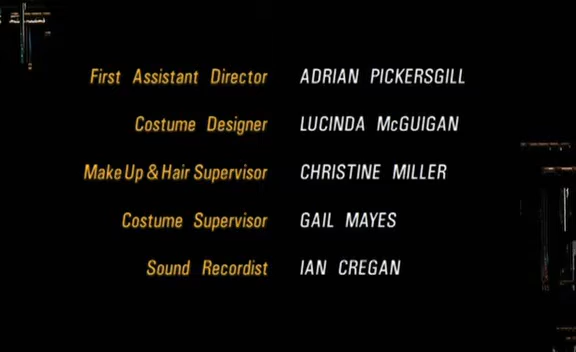 First Assistant Director ADRIAN PICKERSGILL
Costume Designer LUCINDA McGUIGAN
Make Up & Hair Supervisor CHRISTINE MILLER
Costume Supervisor GAIL MAYES
Sound Recordist IAN CREGAN